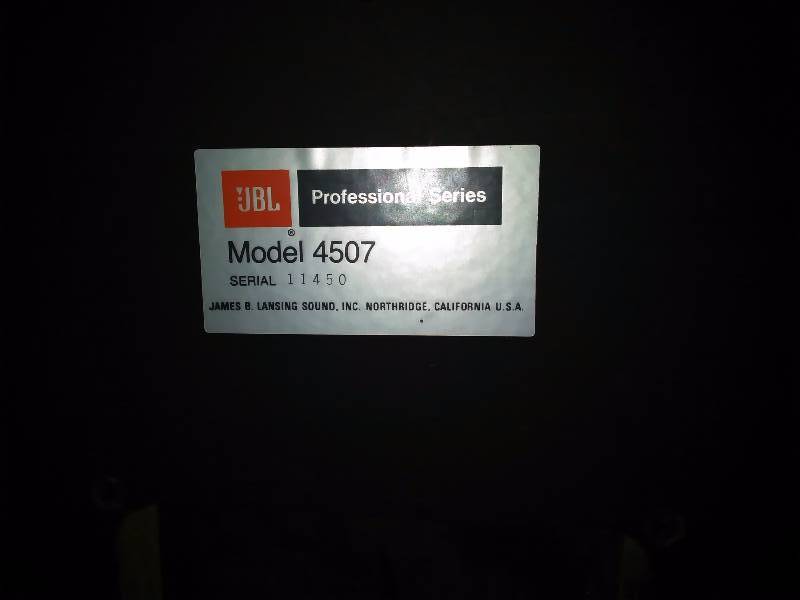 JBL Professional Series
®
Model 4507
SERIAL 11450
JAMES B. LANSING SOUND, INC. NORTHRIDGE, CALIFORNIA U.S.A.